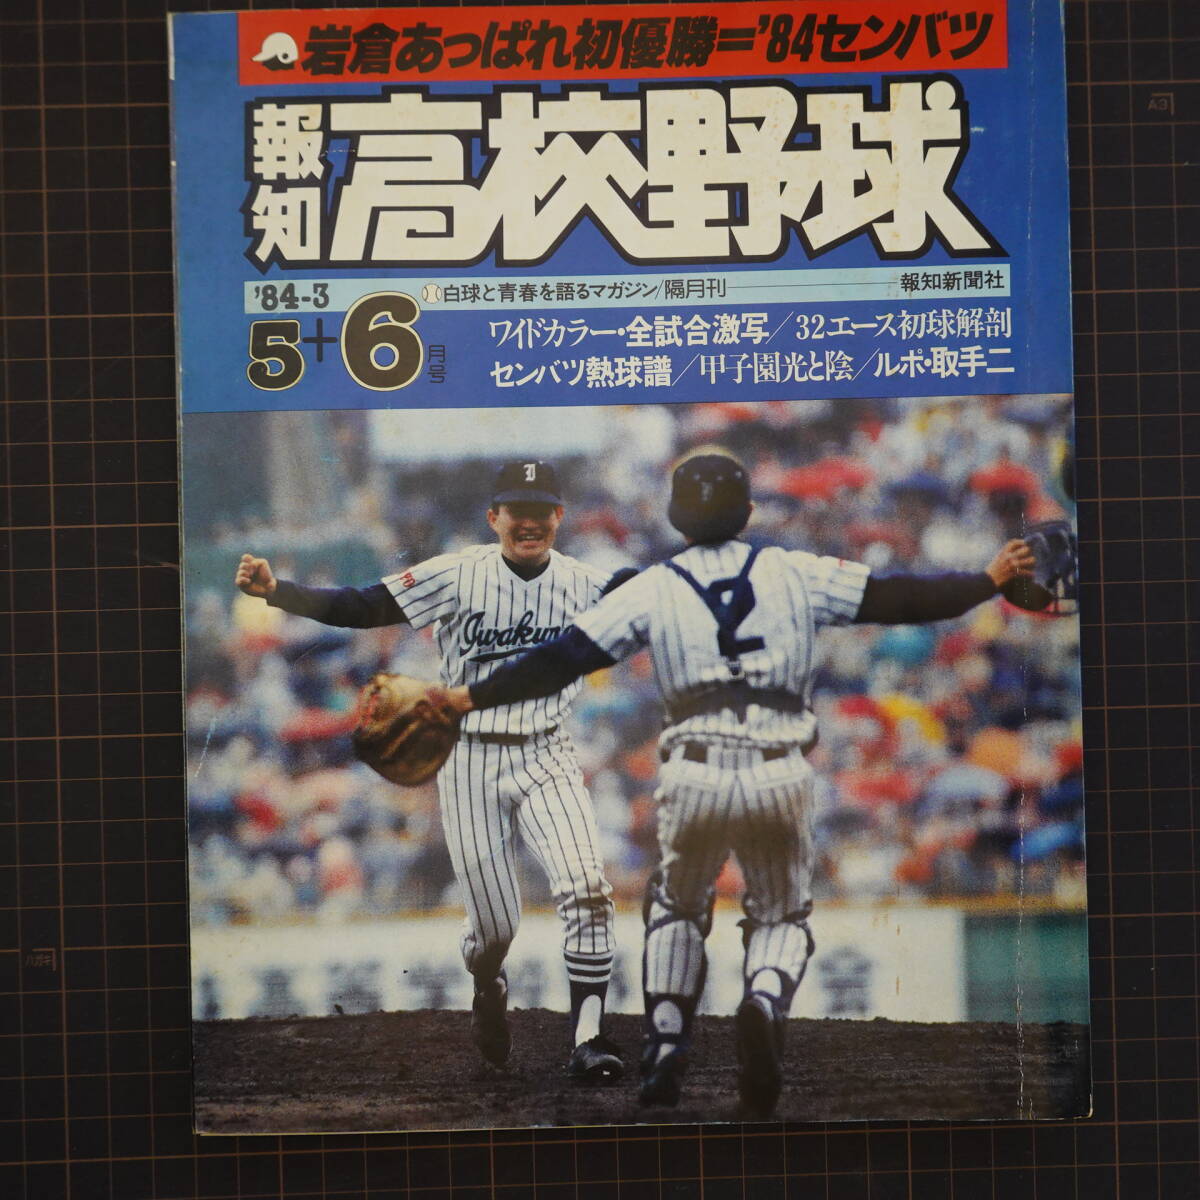 岩倉あっぱれ初優勝='84センバツ
報知
高校野球
'84-3
5+6月号
白球と青春を語るマガジン/隔月刊
報知新聞社
ワイドカラー・全試合激写/32エース初球解剖
センバツ熱球譜/甲子園光と陰/ルポ・取手二
I
Iwakura
2
A3
ハガキ